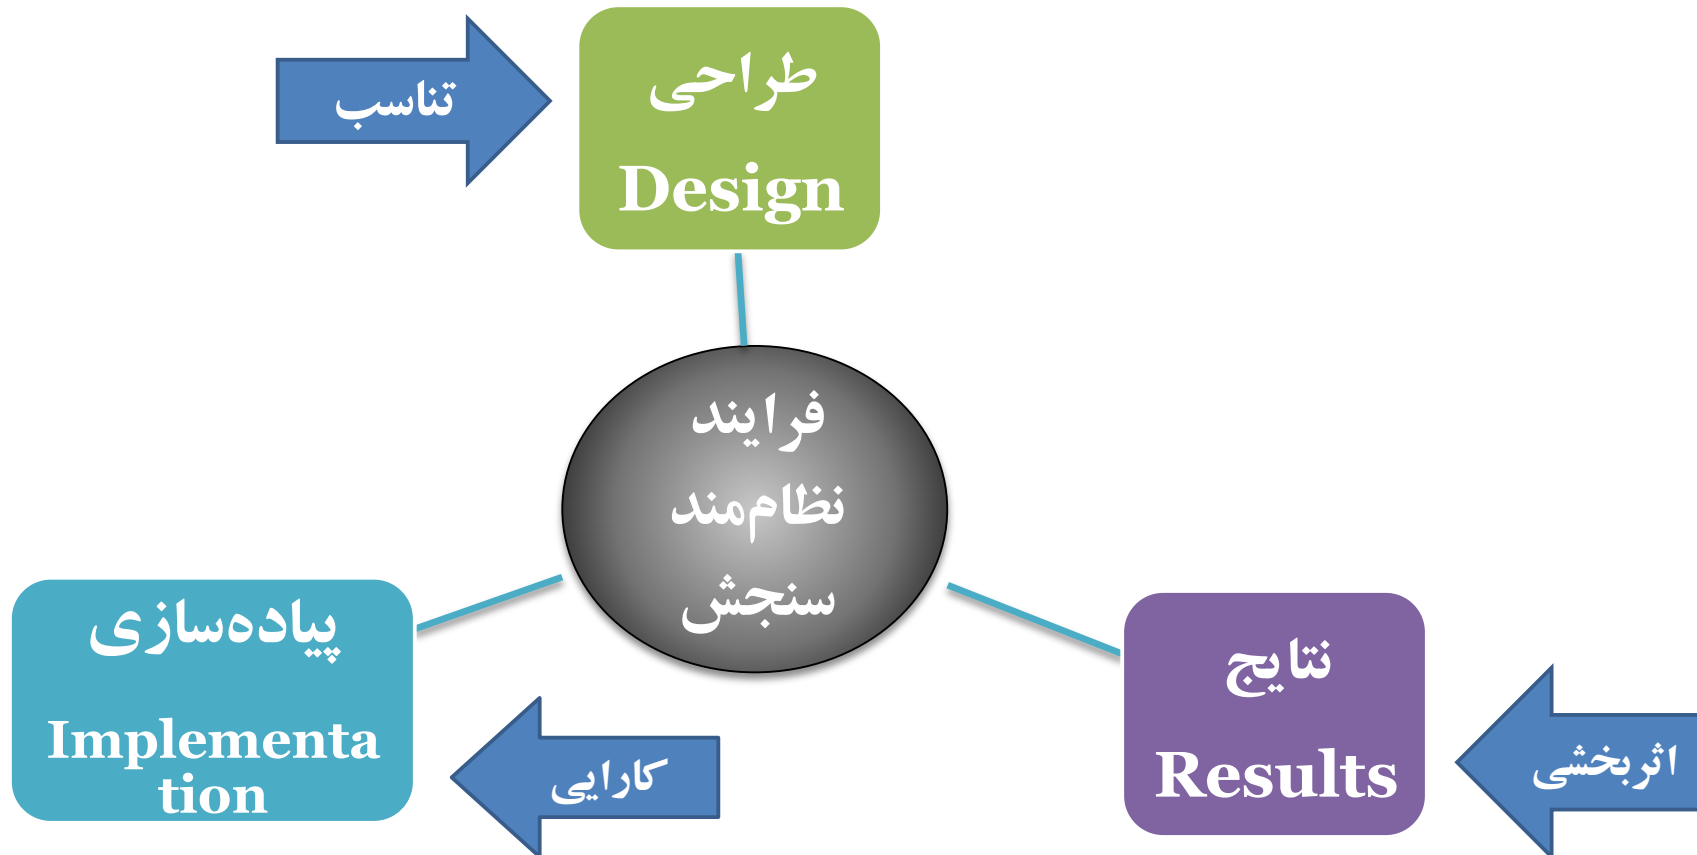 تناسب
طراحی
Design
فرایند
نظام‌مند
سنجش
پیاده‌سازی
Implementa
tion
کارایی
نتایج
Results
اثربخشی